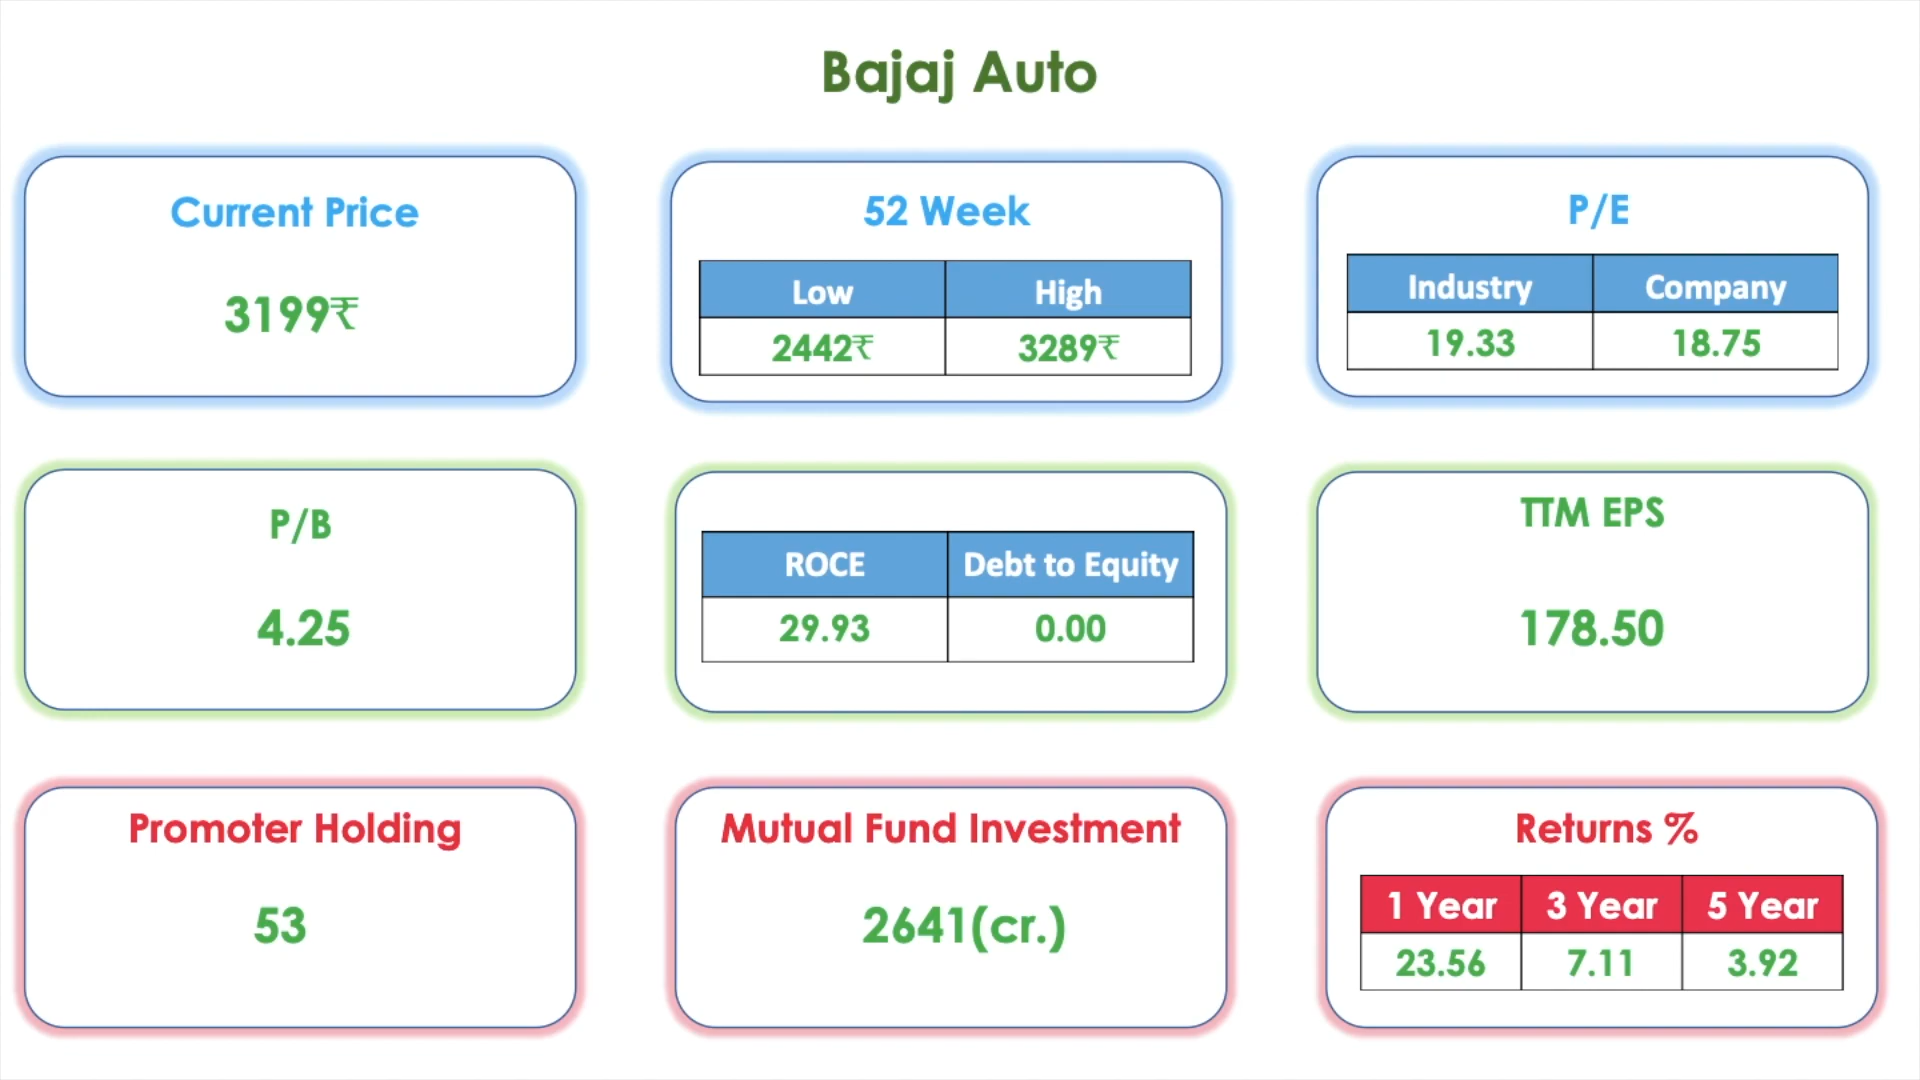 Bajaj Auto
Current Price
3199₹
52 Week
Low High
2442₹ 3289₹
P/E
Industry Company
19.33 18.75
P/B
4.25
ROCE Debt to Equity
29.93 0.00
TTM EPS
178.50
Promoter Holding
53
Mutual Fund Investment
2641(cr.)
Returns %
1 Year 3 Year 5 Year
23.56 7.11 3.92